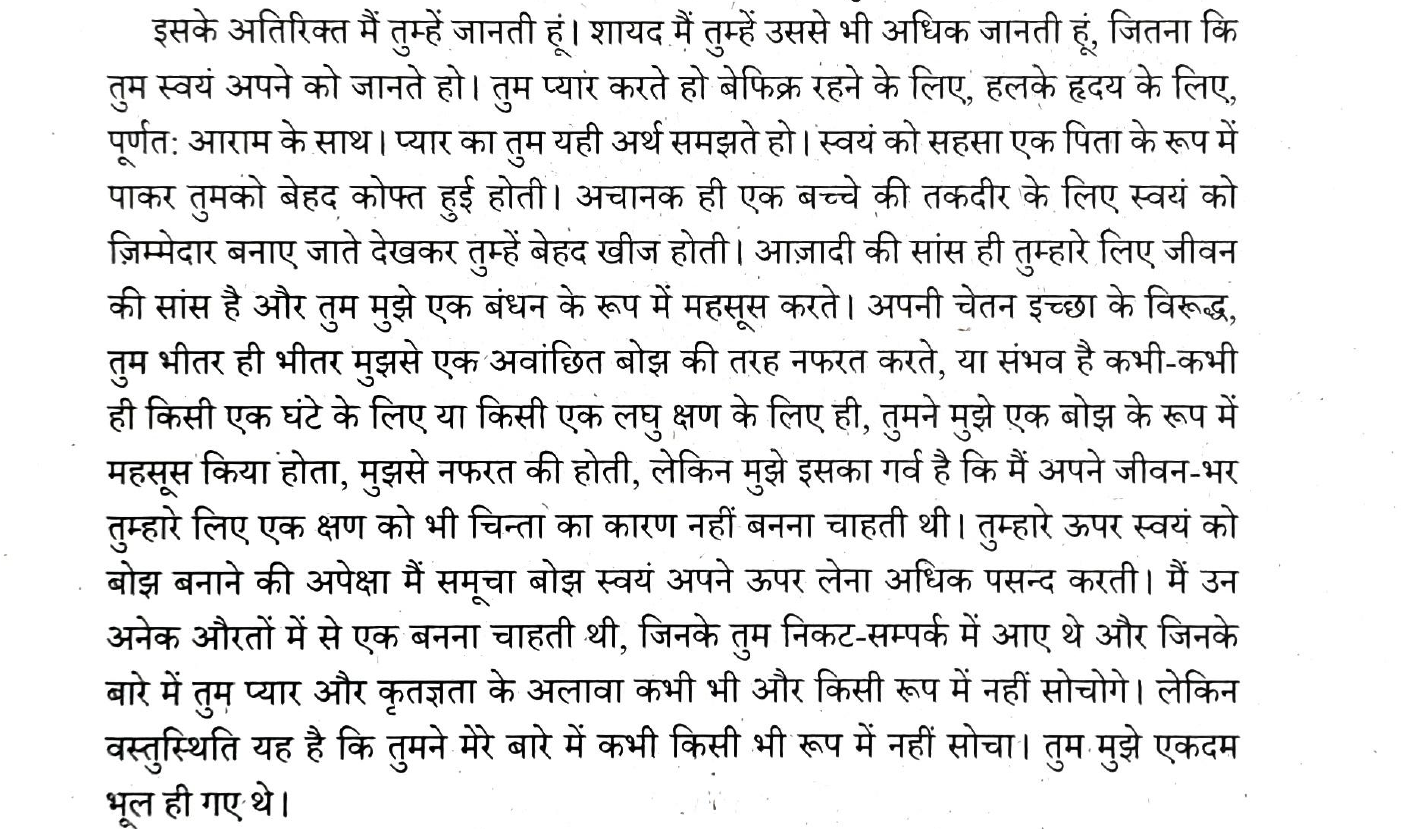 इसके अतिरिक्त मैं तुम्हें जानती हूं। शायद मैं तुम्हें उससे भी अधिक जानती हूं, जितना कि
तुम स्वयं अपने को जानते हो। तुम प्यार करते हो बेफिक्र रहने के लिए, हलके हृदय के लिए,
पूर्णत: आराम के साथ। प्यार का तुम यही अर्थ समझते हो। स्वयं को सहसा एक पिता के रूप में
पाकर तुमको बेहद कोफ्त हुई होती। अचानक ही एक बच्चे की तकदीर के लिए स्वयं को
ज़िम्मेदार बनाए जाते देखकर तुम्हें बेहद खीज होती। आज़ादी की सांस ही तुम्हारे लिए जीवन
की सांस है और तुम मुझे एक बंधन के रूप में महसूस करते। अपनी चेतन इच्छा के विरूद्ध,
तुम भीतर ही भीतर मुझसे एक अवांछित बोझ की तरह नफरत करते, या संभव है कभी-कभी
ही किसी एक घंटे के लिए या किसी एक लघु क्षण के लिए ही, तुमने मुझे एक बोझ के रूप में
महसूस किया होता, मुझसे नफरत की होती, लेकिन मुझे इसका गर्व है कि मैं अपने जीवन-भर
तुम्हारे लिए एक क्षण को भी चिन्ता का कारण नहीं बनना चाहती थी। तुम्हारे ऊपर स्वयं को
बोझ बनाने की अपेक्षा मैं समूचा बोझ स्वयं अपने ऊपर लेना अधिक पसन्द करती। मैं उन
अनेक औरतों में से एक बनना चाहती थी, जिनके तुम निकट-सम्पर्क में आए थे और जिनके
बारे में तुम प्यार और कृतज्ञता के अलावा कभी भी और किसी रूप में नहीं सोचोगे। लेकिन
वस्तुस्थिति यह है कि तुमने मेरे बारे में कभी किसी भी रूप में नहीं सोचा। तुम मुझे एकदम
भूल ही गए थे।